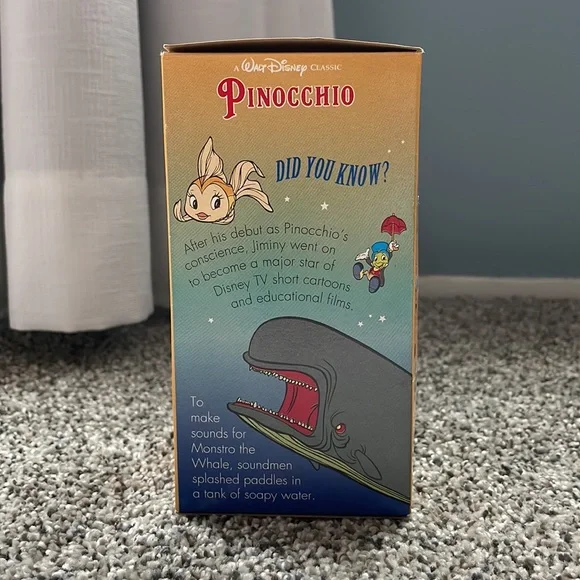 A Walt Disney CLASSIC
PINOCCHIO
DID YOU KNOW?
After his debut as Pinocchio's
conscience, Jiminy went on
to become a major star of
Disney TV short cartoons
and educational films.
To
make
sounds for
Monstro the
Whale, soundmen
splashed paddles in
a tank of soapy water.